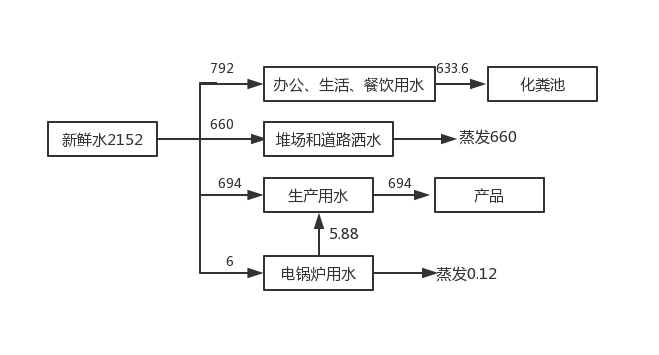 792
633.6
办公、生活、餐饮用水
化粪池
新鲜水2152
660
堆场和道路洒水
蒸发660
694
生产用水
694
产品
5.88
6
电锅炉用水
蒸发0.12